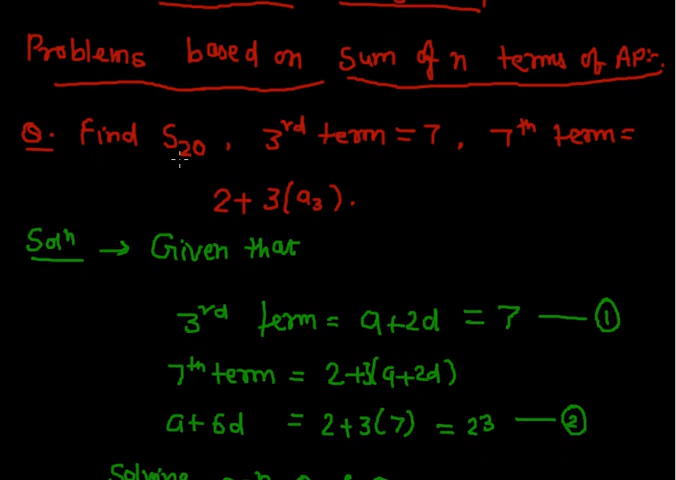 Problems based on Sum of n terms of AP:-
Q. Find S20, 3rd term = 7, 7th term =
2 + 3(a3).
Soln → Given that
3rd term = a+2d = 7 — ①
7th term = 2+3(a+2d)
a+6d = 2+3(7) = 23 — ②
Solving